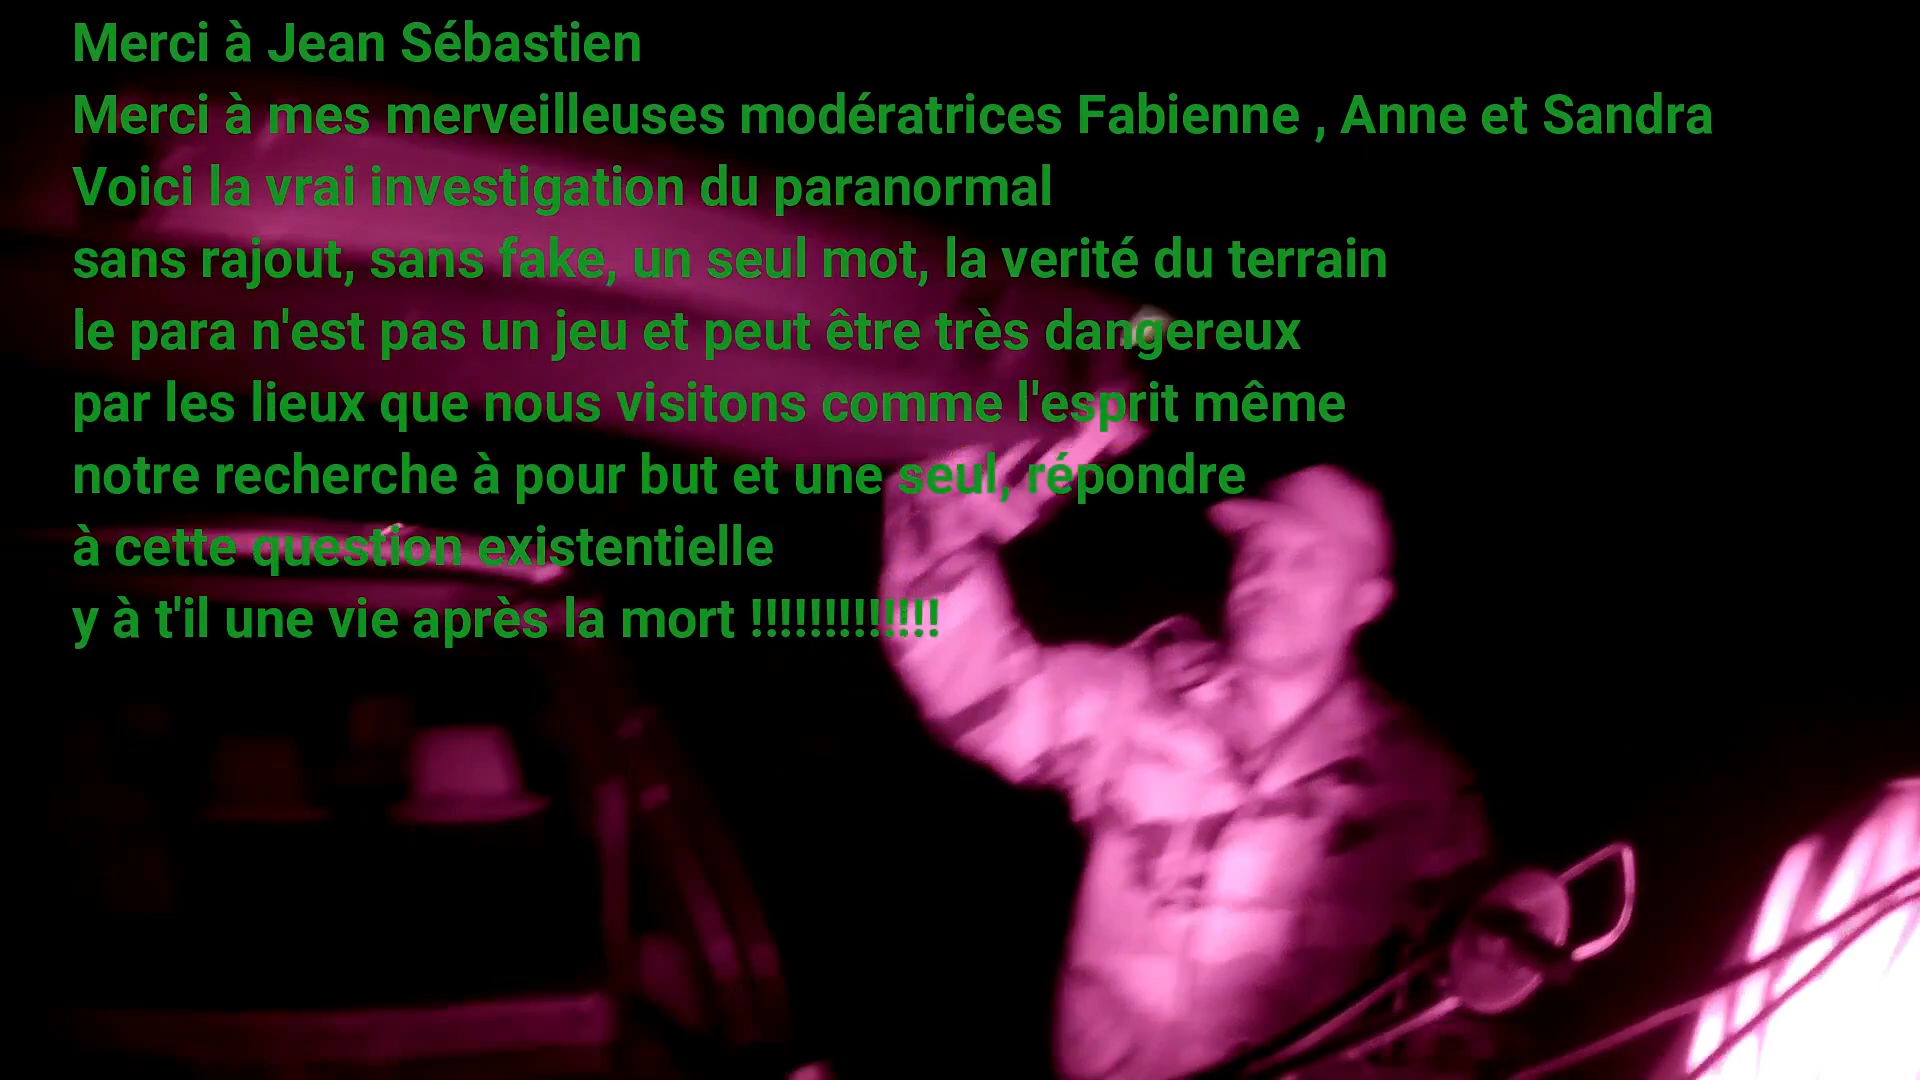 Merci à Jean Sébastien
Merci à mes merveilleuses modératrices Fabienne , Anne et Sandra
Voici la vrai investigation du paranormal
sans rajout, sans fake, un seul mot, la verité du terrain
le para n'est pas un jeu et peut être très dangereux
par les lieux que nous visitons comme l'esprit même
notre recherche à pour but et une seul, répondre
à cette question existentielle
y à t'il une vie après la mort !!!!!!!!!!!!!